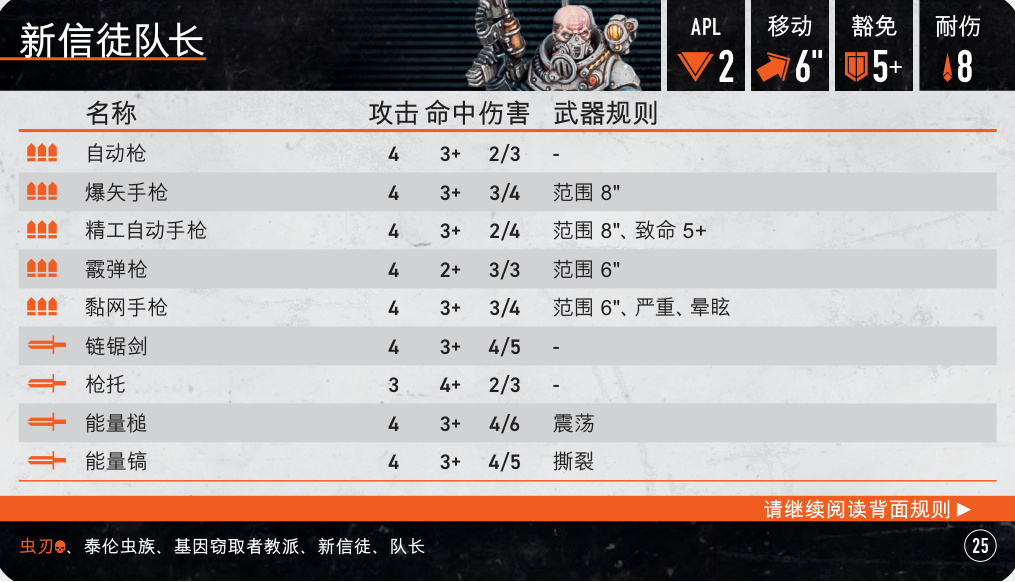 新信徒队长
APL 2
移动 6"
豁免 5+
耐伤 8
名称 攻击 命中 伤害 武器规则
自动枪 4 3+ 2/3 -
爆矢手枪 4 3+ 3/4 范围 8"
精工自动手枪 4 3+ 2/4 范围 8"、致命 5+
霰弹枪 4 2+ 3/3 范围 6"
黏网手枪 4 3+ 3/4 范围 6"、严重、晕眩
链锯剑 4 3+ 4/5 -
枪托 3 4+ 2/3 -
能量槌 4 3+ 4/6 震荡
能量镐 4 3+ 4/5 撕裂
请继续阅读背面规则 ▶
虫刃、泰伦虫族、基因窃取者教派、新信徒、队长
25